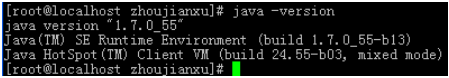 [root@localhost zhoujianxu]# java -version
java version "1.7.0_55"
Java(TM) SE Runtime Environment (build 1.7.0_55-b13)
Java HotSpot(TM) Client VM (build 24.55-b03, mixed mode)
[root@localhost zhoujianxu]#